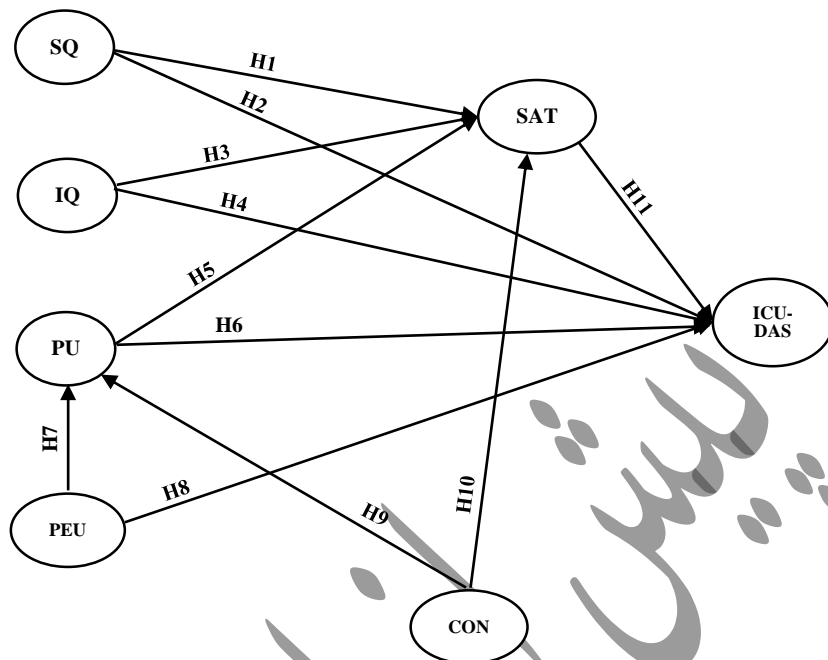 SQ
H1
H2
SAT
H3
IQ
H4
H11
H5
ICU-
DAS
PU
H6
H7
H8
H9
H10
PEU
CON